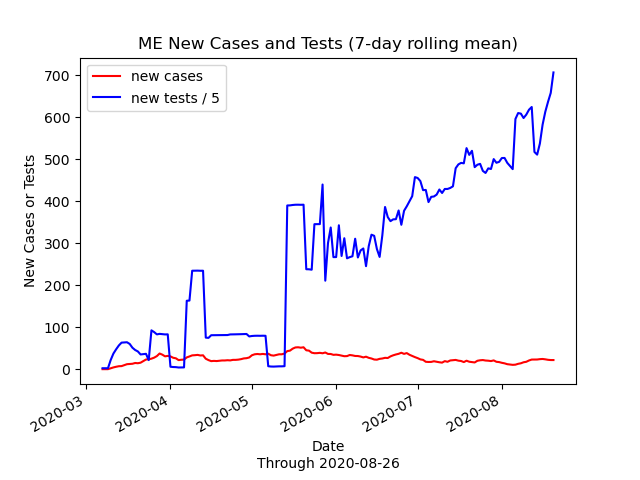 ME New Cases and Tests (7-day rolling mean)
new cases
new tests / 5
700
600
500
400
300
200
100
0
New Cases or Tests
2020-03
2020-04
2020-05
2020-06
2020-07
2020-08
Date
Through 2020-08-26